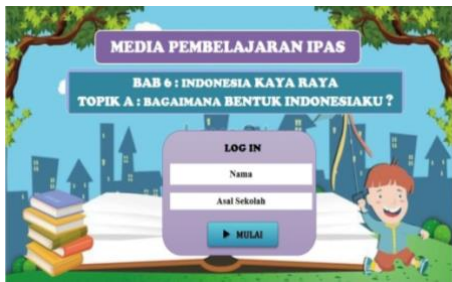 MEDIA PEMBELAJARAN IPAS
BAB 6 : INDONESIA KAYA RAYA
TOPIK A : BAGAIMANA BENTUK INDONESIAKU ?
LOG IN
Nama
Asal Sekolah
MULAI